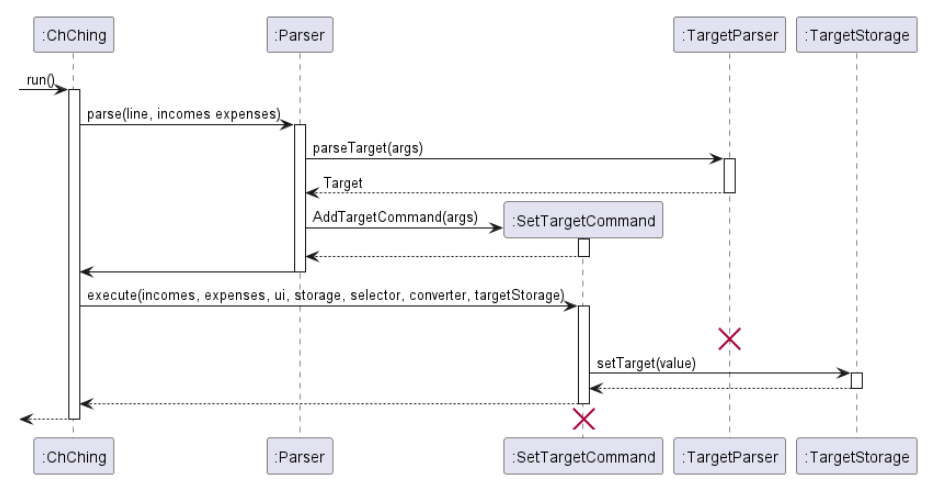 :ChChing
:Parser
:TargetParser
:TargetStorage
run()
parse(line, incomes expenses)
parseTarget(args)
Target
AddTargetCommand(args)
:SetTargetCommand
execute(incomes, expenses, ui, storage, selector, converter, targetStorage)
setTarget(value)
:ChChing
:Parser
:SetTargetCommand
:TargetParser
:TargetStorage